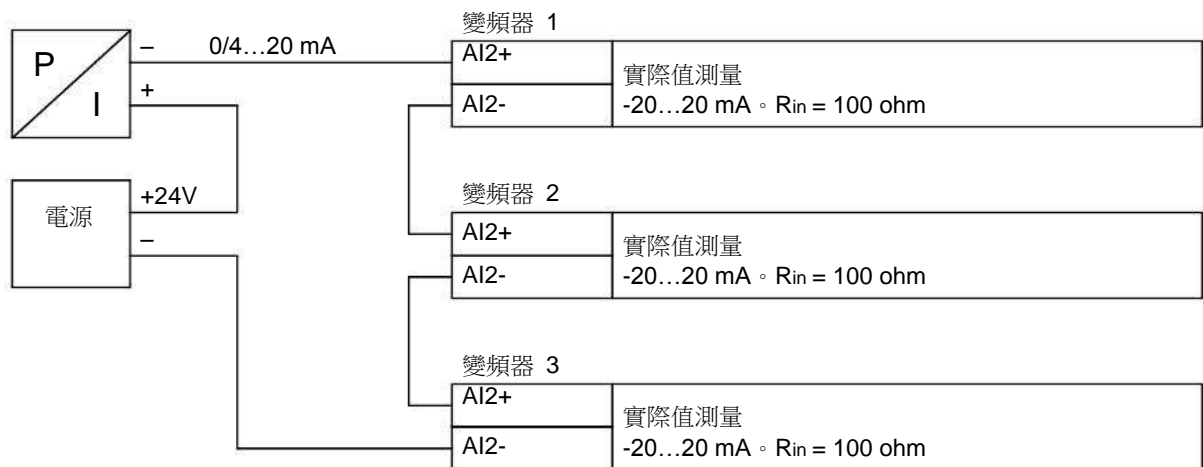 變頻器 1
P
I
–
0/4…20 mA
+
AI2+
AI2-
實際值測量
-20…20 mA。Rin = 100 ohm
電源
+24V
–
變頻器 2
AI2+
AI2-
實際值測量
-20…20 mA。Rin = 100 ohm
變頻器 3
AI2+
AI2-
實際值測量
-20…20 mA。Rin = 100 ohm